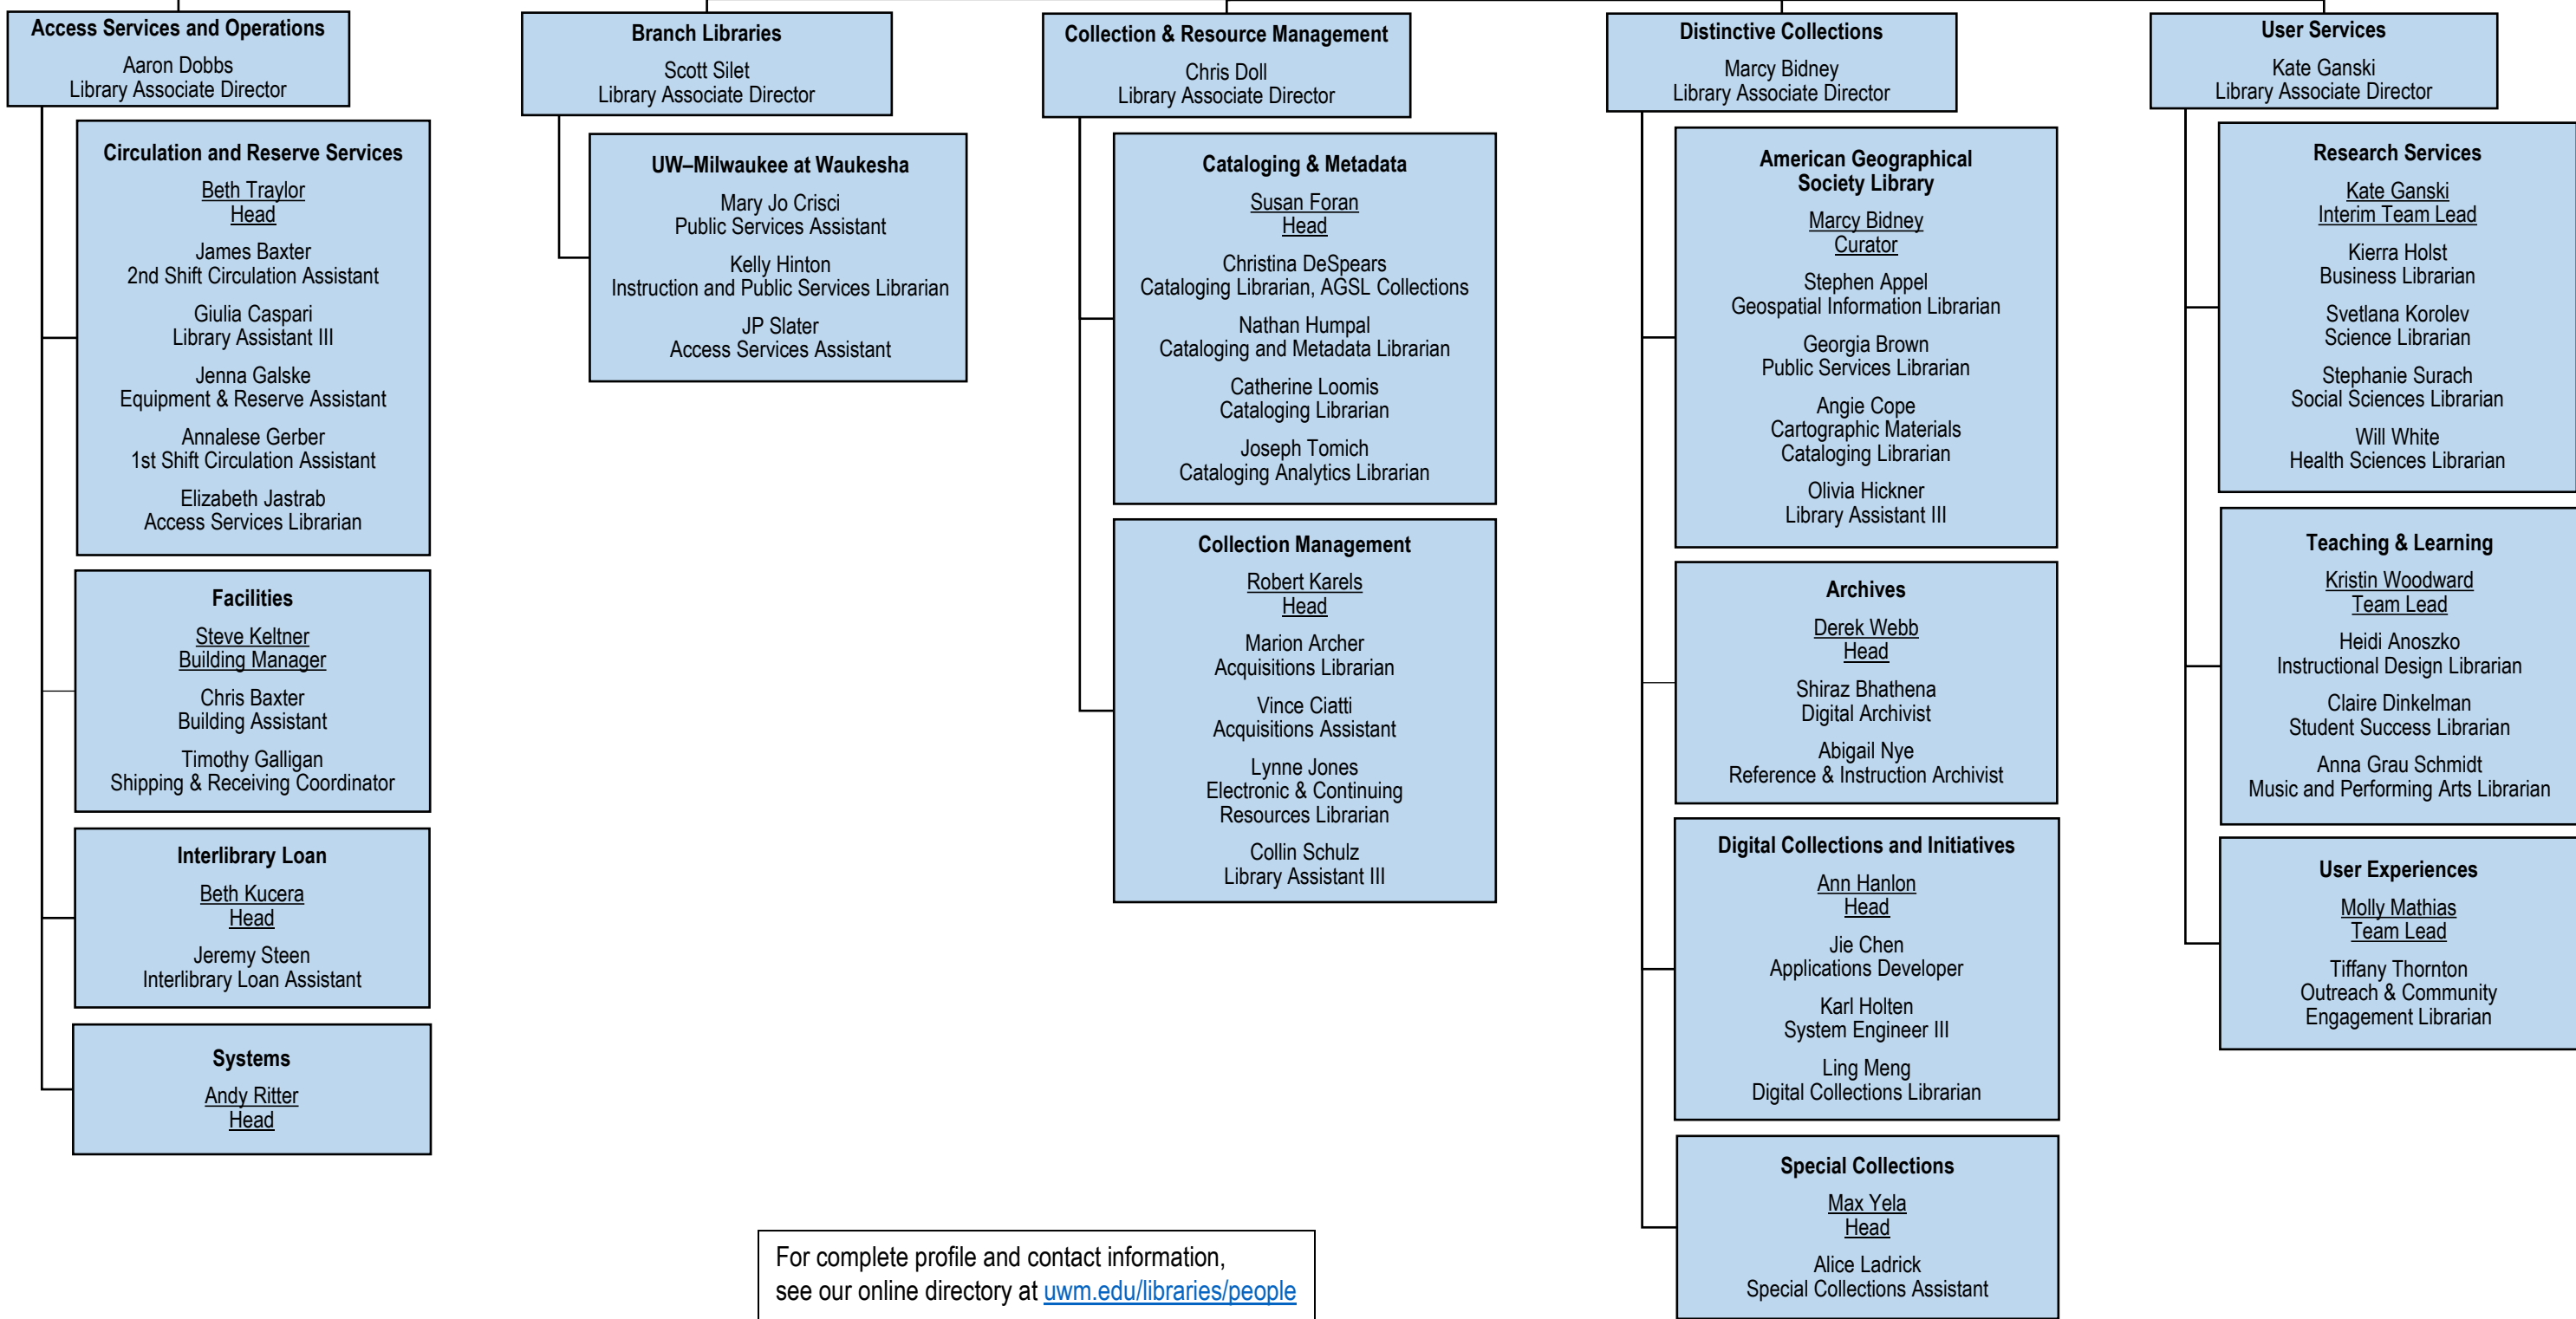 Access Services and Operations
Aaron Dobbs
Library Associate Director
Circulation and Reserve Services
Beth Traylor
Head
James Baxter
2nd Shift Circulation Assistant
Giulia Caspari
Library Assistant III
Jenna Galske
Equipment & Reserve Assistant
Annalese Gerber
1st Shift Circulation Assistant
Elizabeth Jastrab
Access Services Librarian
Facilities
Steve Keltner
Building Manager
Chris Baxter
Building Assistant
Timothy Galligan
Shipping & Receiving Coordinator
Interlibrary Loan
Beth Kucera
Head
Jeremy Steen
Interlibrary Loan Assistant
Systems
Andy Ritter
Head
Branch Libraries
Scott Silet
Library Associate Director
UW–Milwaukee at Waukesha
Mary Jo Crisci
Public Services Assistant
Kelly Hinton
Instruction and Public Services Librarian
JP Slater
Access Services Assistant
Collection & Resource Management
Chris Doll
Library Associate Director
Cataloging & Metadata
Susan Foran
Head
Christina DeSpears
Cataloging Librarian, AGSL Collections
Nathan Humpal
Cataloging and Metadata Librarian
Catherine Loomis
Cataloging Librarian
Joseph Tomich
Cataloging Analytics Librarian
Collection Management
Robert Karels
Head
Marion Archer
Acquisitions Librarian
Vince Ciatti
Acquisitions Assistant
Lynne Jones
Electronic & Continuing
Resources Librarian
Collin Schulz
Library Assistant III
Distinctive Collections
Marcy Bidney
Library Associate Director
American Geographical
Society Library
Marcy Bidney
Curator
Stephen Appel
Geospatial Information Librarian
Georgia Brown
Public Services Librarian
Angie Cope
Cartographic Materials
Cataloging Librarian
Olivia Hickner
Library Assistant III
Archives
Derek Webb
Head
Shiraz Bhathena
Digital Archivist
Abigail Nye
Reference & Instruction Archivist
Digital Collections and Initiatives
Ann Hanlon
Head
Jie Chen
Applications Developer
Karl Holten
System Engineer III
Ling Meng
Digital Collections Librarian
Special Collections
Max Yela
Head
Alice Ladrick
Special Collections Assistant
User Services
Kate Ganski
Library Associate Director
Research Services
Kate Ganski
Interim Team Lead
Kierra Holst
Business Librarian
Svetlana Korolev
Science Librarian
Stephanie Surach
Social Sciences Librarian
Will White
Health Sciences Librarian
Teaching & Learning
Kristin Woodward
Team Lead
Heidi Anoszko
Instructional Design Librarian
Claire Dinkelman
Student Success Librarian
Anna Grau Schmidt
Music and Performing Arts Librarian
User Experiences
Molly Mathias
Team Lead
Tiffany Thornton
Outreach & Community
Engagement Librarian
For complete profile and contact information,
see our online directory at uwm.edu/libraries/people